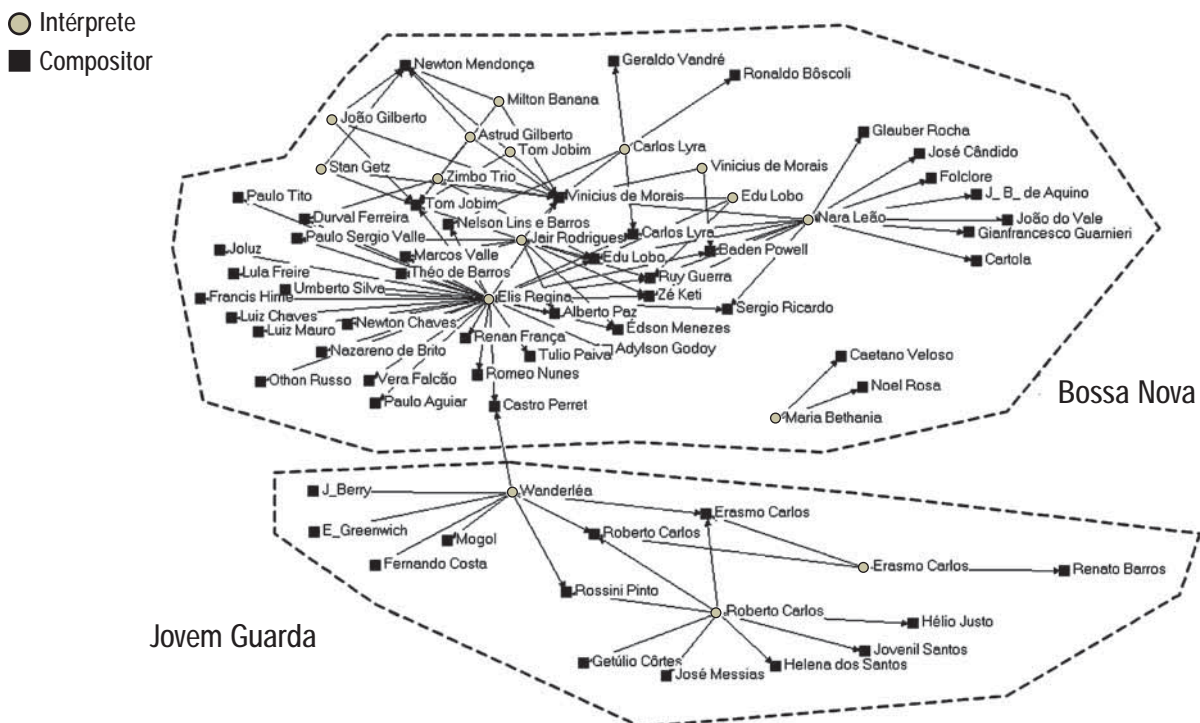 Intérprete
Compositor
Newton Mendonça
Geraldo Vandré
Ronaldo Bôscoli
Milton Banana
João Gilberto
Astrud Gilberto
Tom Jobim
Carlos Lyra
Glauber Rocha
José Cândido
Stan Getz
Zimbo Trio
Vinicius de Morais
Folclore
Paulo Tito
Tom Jobim
Vinicius de Morais
Edu Lobo
J_ B_ de Aquino
Durval Ferreira
Nelson Lins e Barros
Nara Leão
João do Vale
Paulo Sergio Valle
Jair Rodrigues
Carlos Lyra
Gianfrancesco Guarnieri
Joluz
Marcos Valle
Edu Lobo
Baden Powell
Cartola
Lula Freire
Théo de Barros
Ruy Guerra
Umberto Silva
Francis Hime
Elis Regina
Zé Keti
Luiz Chaves
Alberto Paz
Sergio Ricardo
Luiz Mauro
Newton Chaves
Édson Menezes
Renan França
Nazareno de Brito
Tulio Paiva
Adylson Godoy
Caetano Veloso
Othon Russo
Vera Falcão
Romeo Nunes
Noel Rosa
Paulo Aguiar
Castro Perret
Maria Bethania
Bossa Nova
J_Berry
Wanderléa
Erasmo Carlos
E_Greenwich
Mogol
Roberto Carlos
Fernando Costa
Erasmo Carlos
Renato Barros
Rossini Pinto
Roberto Carlos
Hélio Justo
Jovem Guarda
Jovenil Santos
Getúlio Côrtes
José Messias
Helena dos Santos